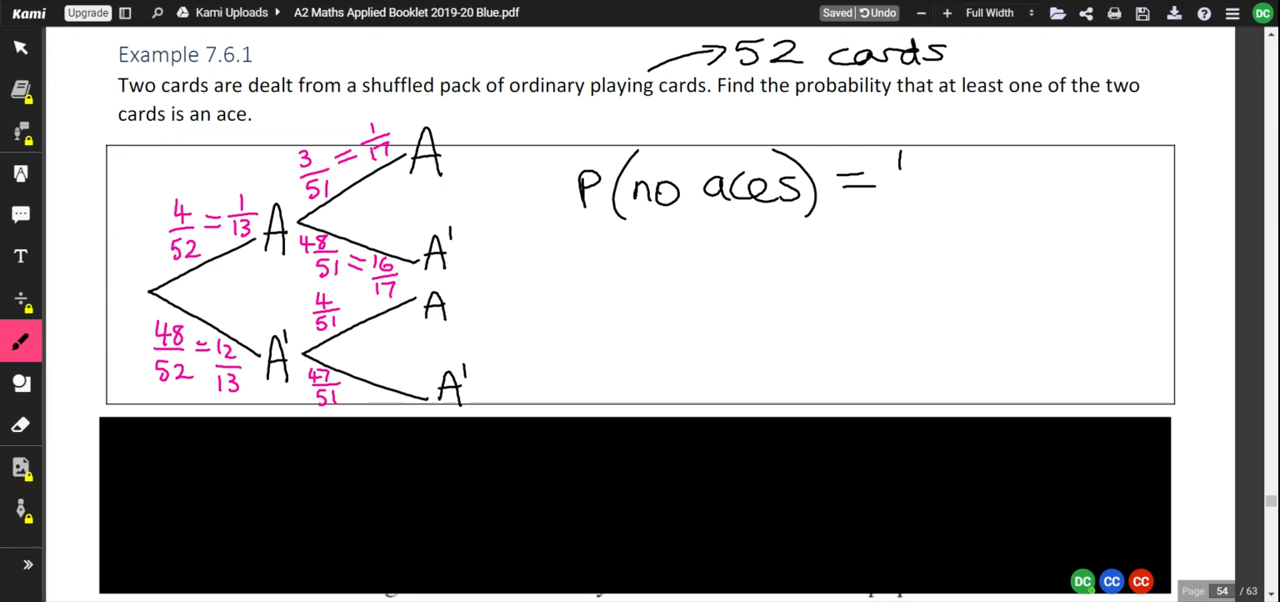 Kami Upgrade Kami Uploads A2 Maths Applied Booklet 2019-20 Blue.pdf Saved Undo − + Full Width DC
Example 7.6.1
→ 52 cards
Two cards are dealt from a shuffled pack of ordinary playing cards. Find the probability that at least one of the two
cards is an ace.
4/52 = 1/13 A
3/51 = 1/17 A
48/51 = 16/17 A'
48/52 = 12/13 A'
4/51 A
47/51 A'
P(no aces) =
T
DC CC CC
Page 54 / 63